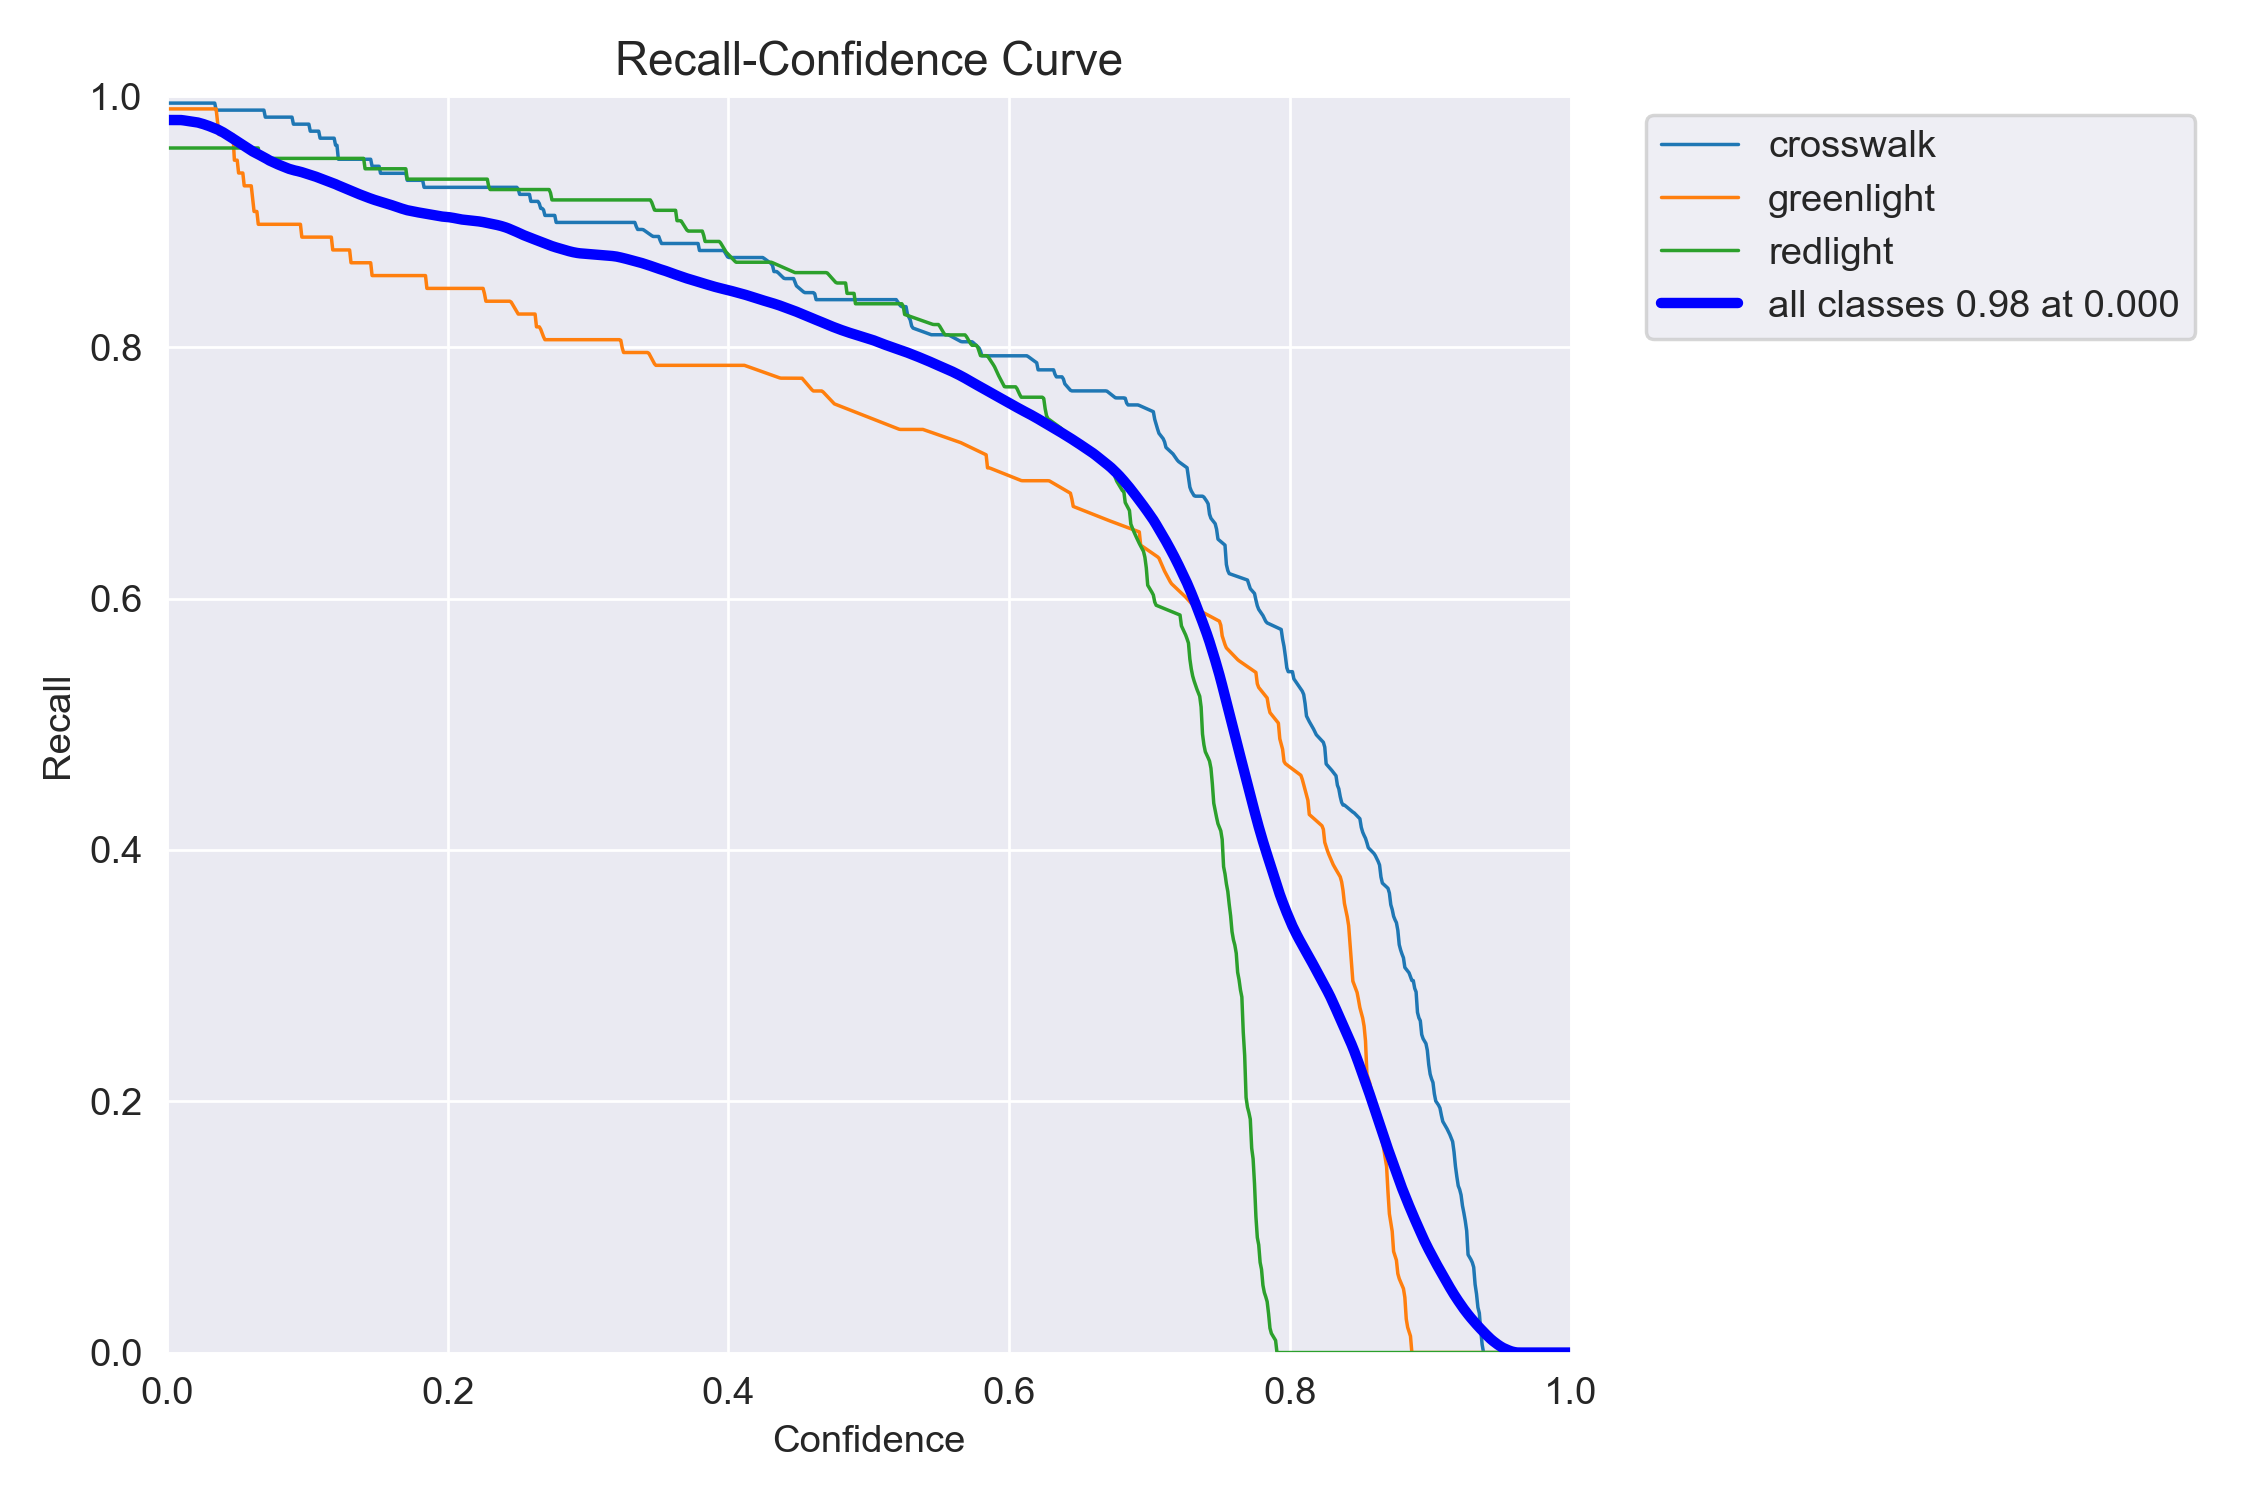 Recall-Confidence Curve
1.0
0.8
0.6
0.4
0.2
0.0
Recall
0.0 0.2 0.4 0.6 0.8 1.0
Confidence
crosswalk
greenlight
redlight
all classes 0.98 at 0.000